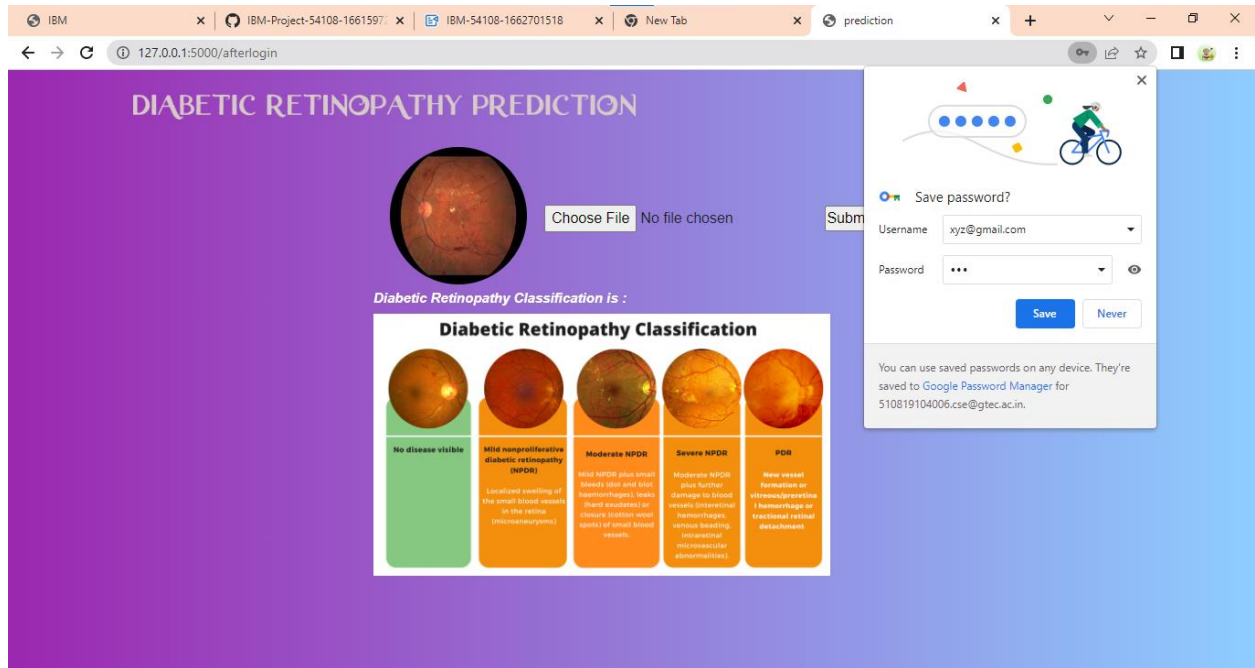 IBM
IBM-Project-54108-1661597
IBM-54108-1662701518
New Tab
prediction
127.0.0.1:5000/afterlogin
DIABETIC RETINOPATHY PREDICTION
Choose File No file chosen
Subm
Diabetic Retinopathy Classification is :
Diabetic Retinopathy Classification
No disease visible
Mild nonproliferative
diabetic retinopathy
(NPDR)
Localized swelling of
the small blood vessels
in the retina
(microaneurysms)
Moderate NPDR
Mild NPDR plus small
bleeds (dot and blot
haemorrhages), leaks
(hard exudates) or
closure (cotton wool
spots) of small blood
vessels.
Severe NPDR
Moderate NPDR
plus further
damage to blood
vessels (interetinal
hemorrhages,
venous beading,
intraretinal
microvascular
abnormalities).
PDR
New vessel
formation or
vitreous/preretina
l hemorrhage or
tractional retinal
detachment
Save password?
Username xyz@gmail.com
Password •••
Save Never
You can use saved passwords on any device. They're
saved to Google Password Manager for
510819104006.cse@gtec.ac.in.